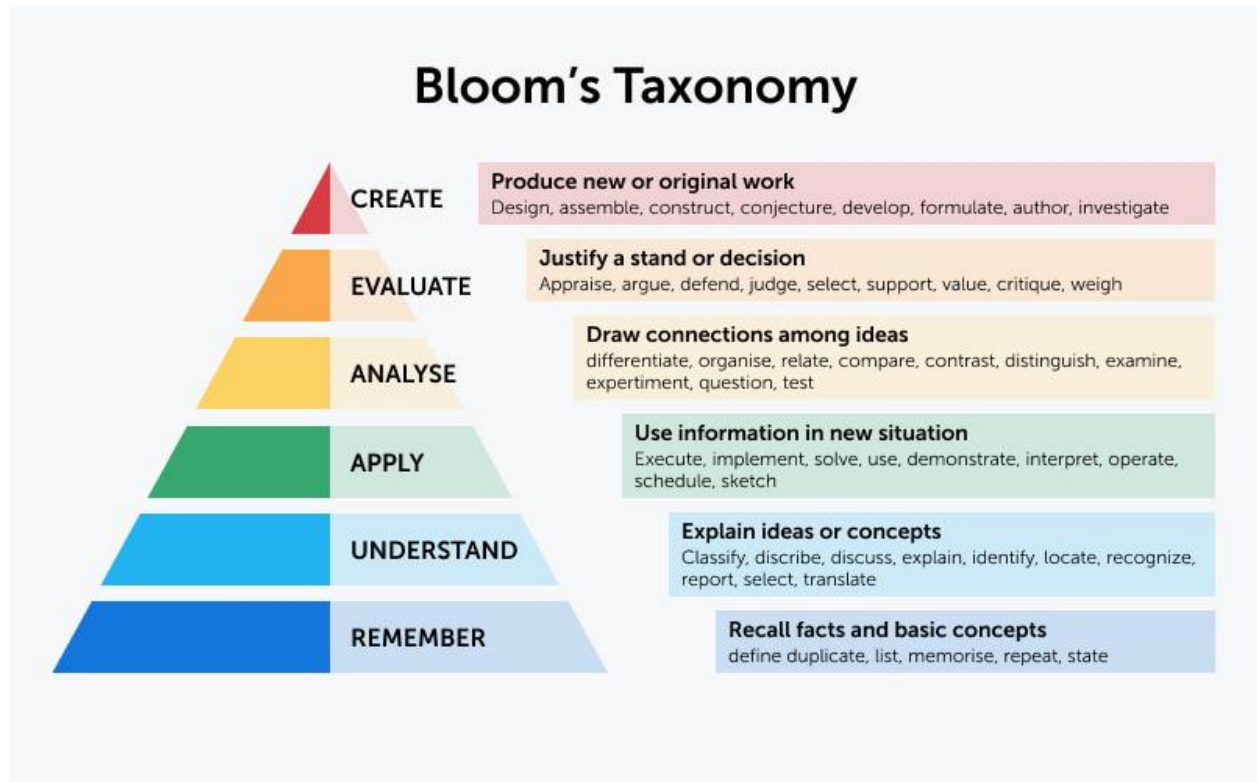 Bloom's Taxonomy
CREATE
Produce new or original work
Design, assemble, construct, conjecture, develop, formulate, author, investigate
EVALUATE
Justify a stand or decision
Appraise, argue, defend, judge, select, support, value, critique, weigh
ANALYSE
Draw connections among ideas
differentiate, organise, relate, compare, contrast, distinguish, examine,
expertiment, question, test
APPLY
Use information in new situation
Execute, implement, solve, use, demonstrate, interpret, operate,
schedule, sketch
UNDERSTAND
Explain ideas or concepts
Classify, discribe, discuss, explain, identify, locate, recognize,
report, select, translate
REMEMBER
Recall facts and basic concepts
define duplicate, list, memorise, repeat, state